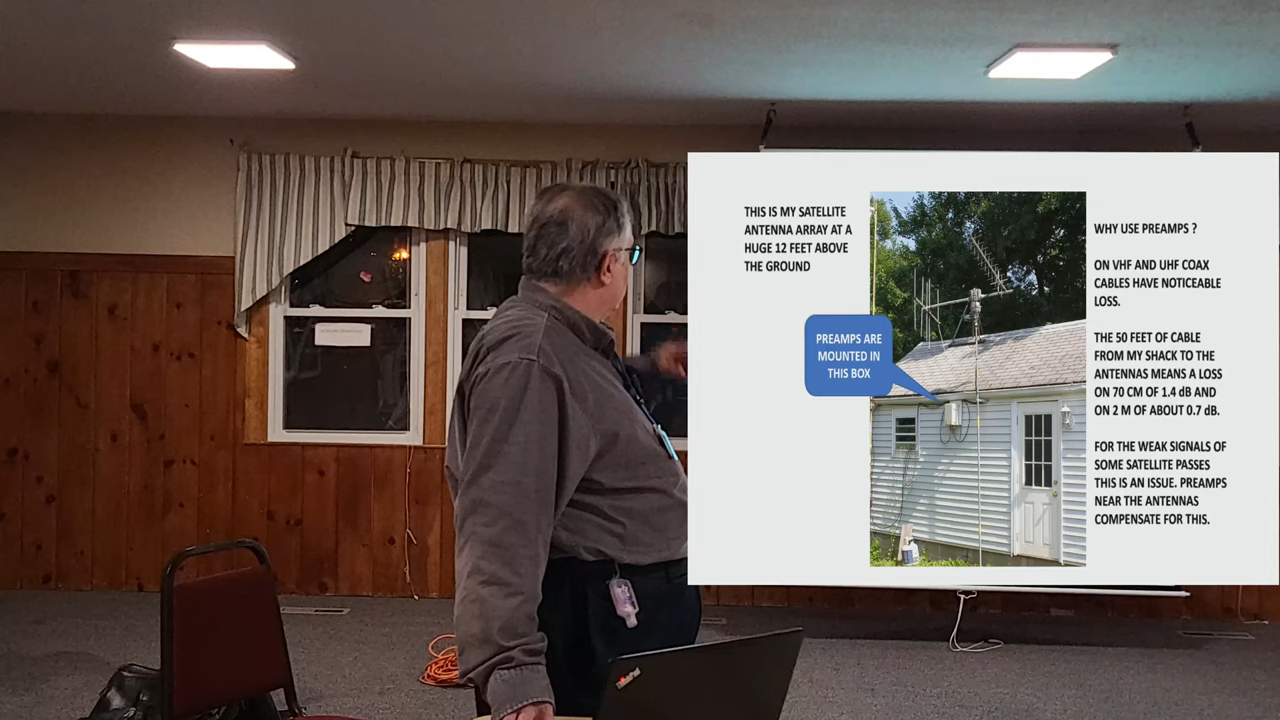 THIS IS MY SATELLITE
ANTENNA ARRAY AT A
HUGE 12 FEET ABOVE
THE GROUND
PREAMPS ARE
MOUNTED IN
THIS BOX
WHY USE PREAMPS ?
ON VHF AND UHF COAX
CABLES HAVE NOTICEABLE
LOSS.
THE 50 FEET OF CABLE
FROM MY SHACK TO THE
ANTENNAS MEANS A LOSS
ON 70 CM OF 1.4 dB AND
ON 2 M OF ABOUT 0.7 dB.
FOR THE WEAK SIGNALS OF
SOME SATELLITE PASSES
THIS IS AN ISSUE. PREAMPS
NEAR THE ANTENNAS
COMPENSATE FOR THIS.